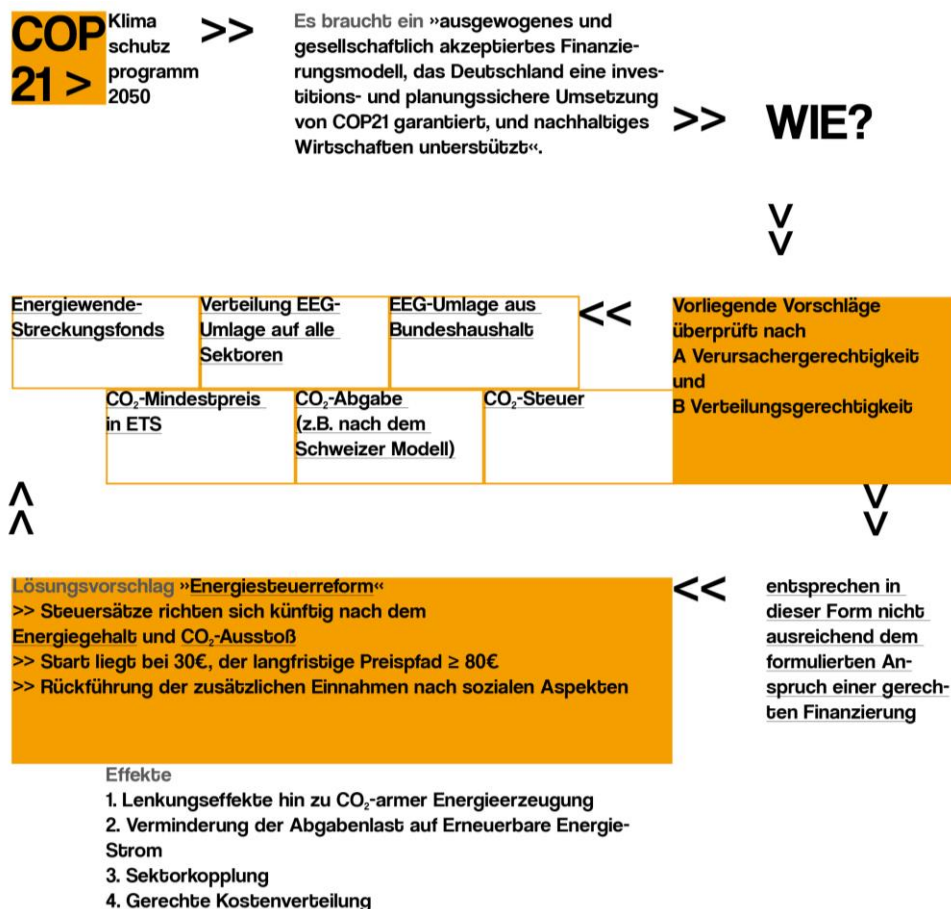 COP
21 >
Klima
schutz
programm
2050
>>
Es braucht ein »ausgewogenes und
gesellschaftlich akzeptiertes Finanzie-
rungsmodell, das Deutschland eine inves-
titions- und planungssichere Umsetzung
von COP21 garantiert, und nachhaltiges
Wirtschaften unterstützt«.
>>
WIE?
>>
Vorliegende Vorschläge
überprüft nach
A Verursachergerechtigkeit
und
B Verteilungsgerechtigkeit
<<
Energiewende-
Streckungsfonds
Verteilung EEG-
Umlage auf alle
Sektoren
EEG-Umlage aus
Bundeshaushalt
CO₂-Mindestpreis
in ETS
CO₂-Abgabe
(z.B. nach dem
Schweizer Modell)
CO₂-Steuer
>>
entsprechen in
dieser Form nicht
ausreichend dem
formulierten An-
spruch einer gerech-
ten Finanzierung
<<
Lösungsvorschlag »Energiesteuerreform«
>> Steuersätze richten sich künftig nach dem
Energiegehalt und CO₂-Ausstoß
>> Start liegt bei 30€, der langfristige Preispfad ≥ 80€
>> Rückführung der zusätzlichen Einnahmen nach sozialen Aspekten
>>
Effekte
1. Lenkungseffekte hin zu CO₂-armer Energieerzeugung
2. Verminderung der Abgabenlast auf Erneuerbare Energie-
Strom
3. Sektorkopplung
4. Gerechte Kostenverteilung